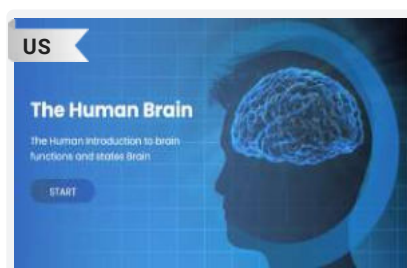 US
The Human Brain
The Human Introduction to brain
functions and states Brain
START